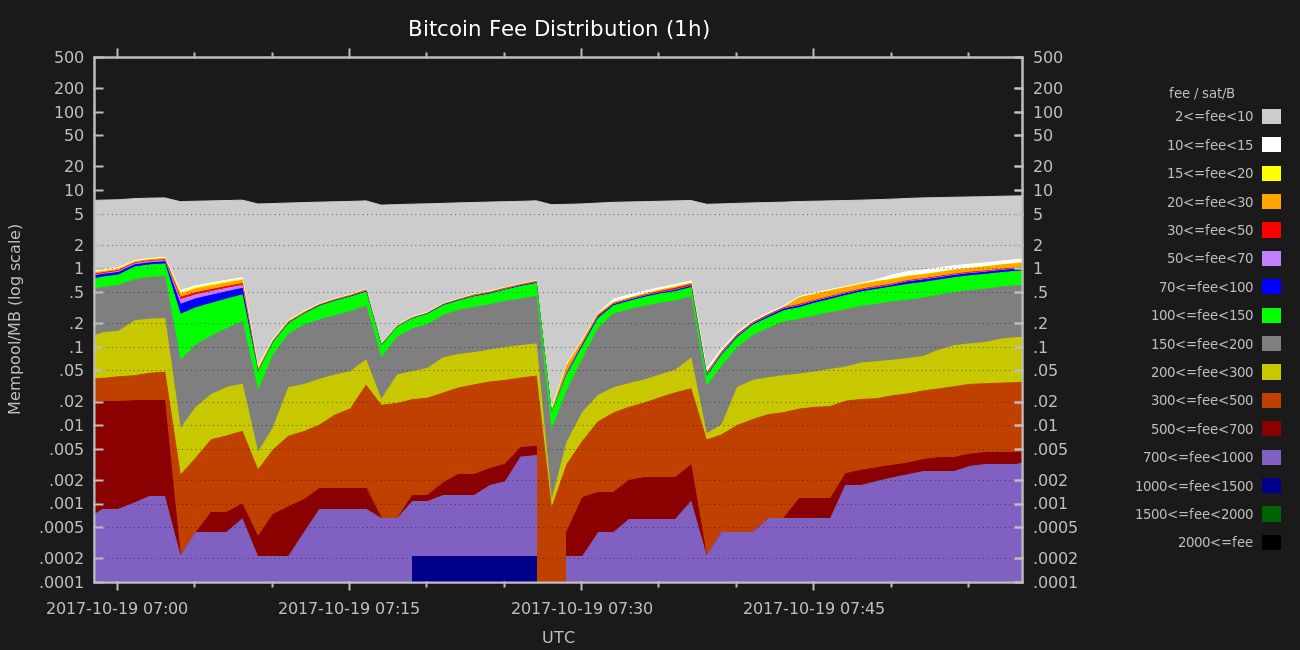 Bitcoin Fee Distribution (1h)
500 500
200 200
100 100
50 50
20 20
10 10
5 5
2 2
1 1
.5 .5
.2 .2
.1 .1
.05 .05
.02 .02
.01 .01
.005 .005
.002 .002
.001 .001
.0005 .0005
.0002 .0002
.0001 .0001
Mempool/MB (log scale)
2017-10-19 07:00 2017-10-19 07:15 2017-10-19 07:30 2017-10-19 07:45
UTC
fee / sat/B
2<=fee<10
10<=fee<15
15<=fee<20
20<=fee<30
30<=fee<50
50<=fee<70
70<=fee<100
100<=fee<150
150<=fee<200
200<=fee<300
300<=fee<500
500<=fee<700
700<=fee<1000
1000<=fee<1500
1500<=fee<2000
2000<=fee